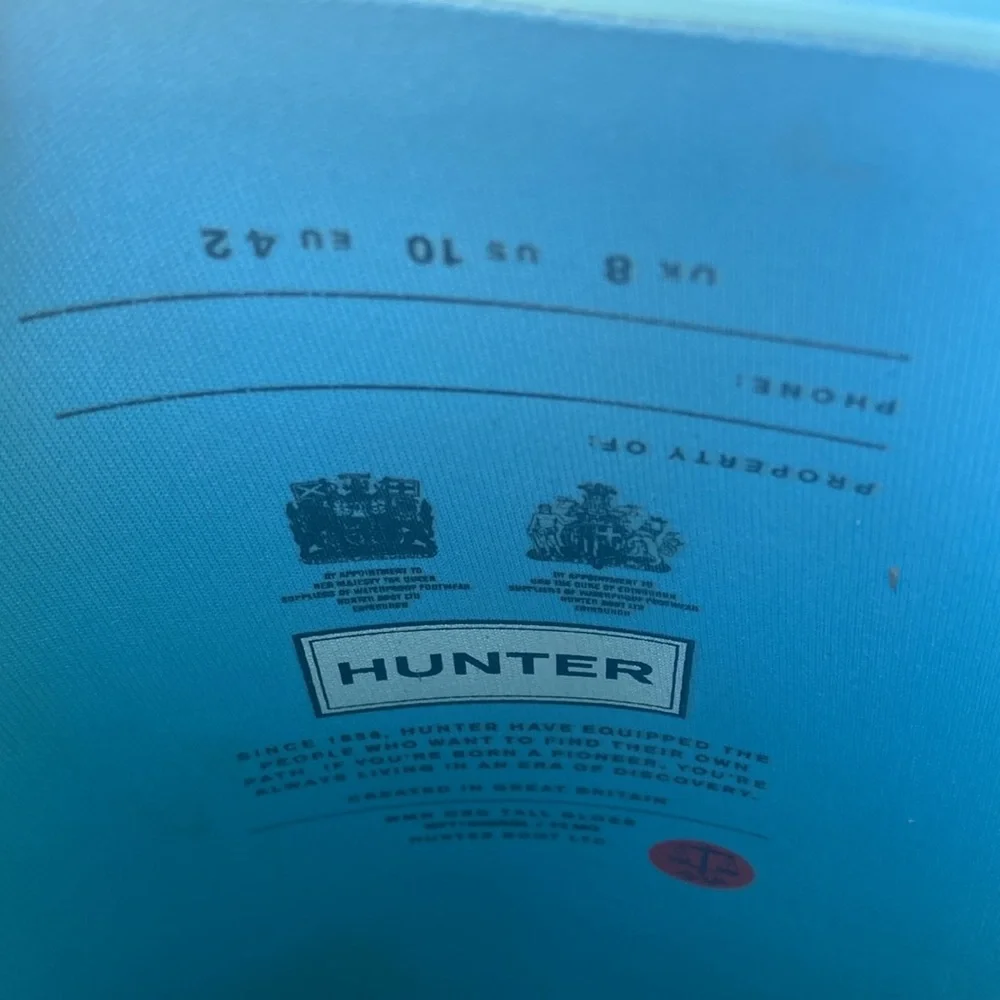 UK 8 US 10 EU 42
PHONE:
PROPERTY OF:
BY APPOINTMENT TO
HER MAJESTY THE QUEEN
SUPPLIERS OF WATERPROOF FOOTWEAR
HUNTER BOOT LTD
EDINBURGH
BY APPOINTMENT TO
HRH THE DUKE OF EDINBURGH
SUPPLIERS OF WATERPROOF FOOTWEAR
HUNTER BOOT LTD
EDINBURGH
HUNTER
SINCE 1856, HUNTER HAVE EQUIPPED THE
PEOPLE WHO WANT TO FIND THEIR OWN
PATH. IF YOU'RE BORN A PIONEER, YOU'RE
ALWAYS LIVING IN AN ERA OF DISCOVERY.
CREATED IN GREAT BRITAIN
ORG TALL GLOSS
HUNTER BOOT LTD